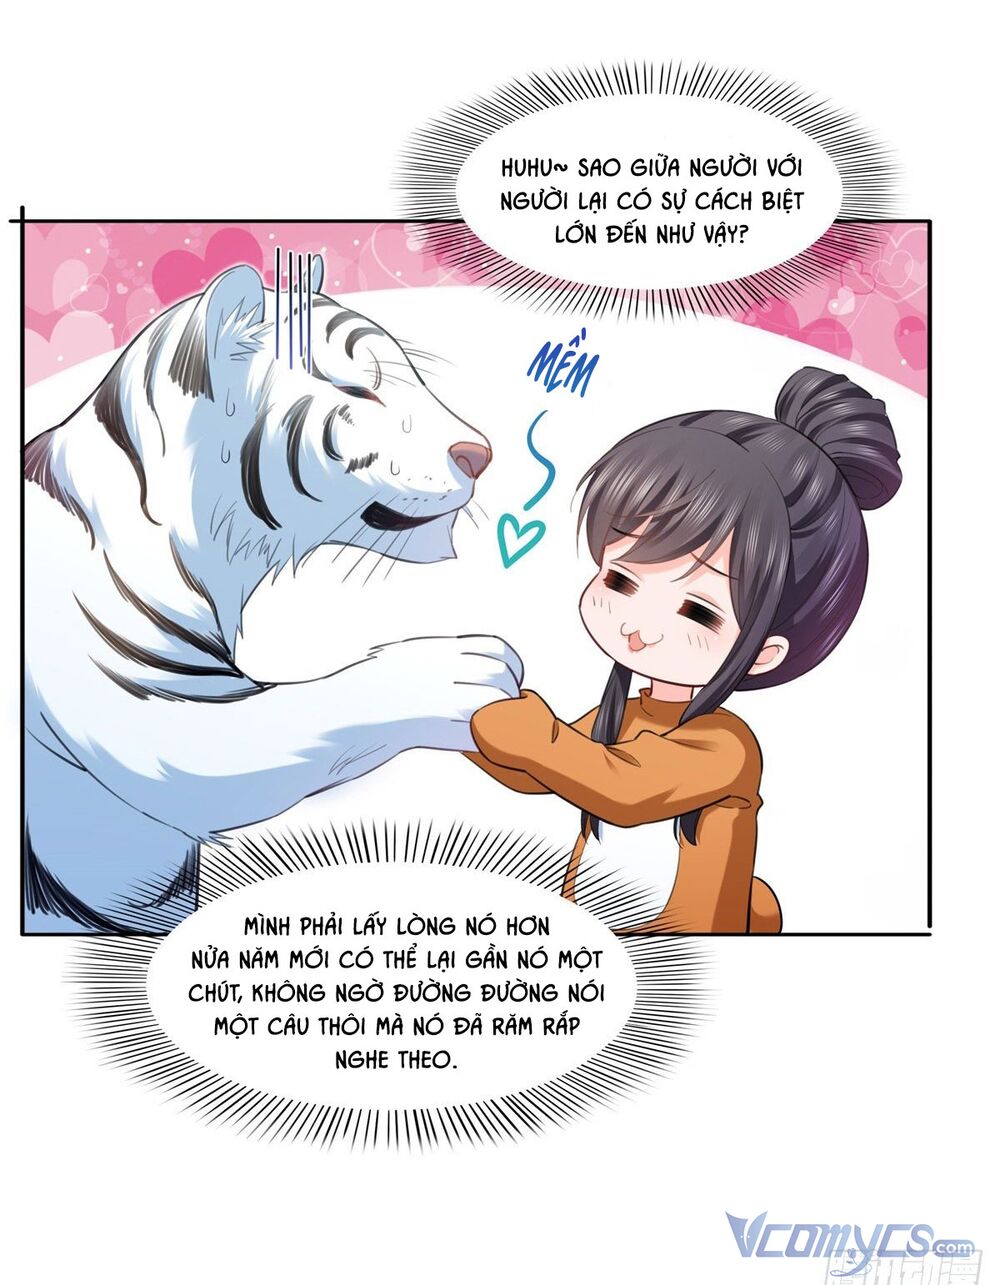 HUHU~ SAO GIỮA NGƯỜI VỚI
NGƯỜI LẠI CÓ SỰ CÁCH BIỆT
LỚN ĐẾN NHƯ VẬY?
MỀM
MÌNH PHẢI LẤY LÒNG NÓ HƠN
NỬA NĂM MỚI CÓ THỂ LẠI GẦN NÓ MỘT
CHÚT, KHÔNG NGỜ ĐƯỜNG ĐƯỜNG NÓI
MỘT CÂU THÔI MÀ NÓ ĐÃ RĂM RẮP
NGHE THEO.
VCOMYCS.com